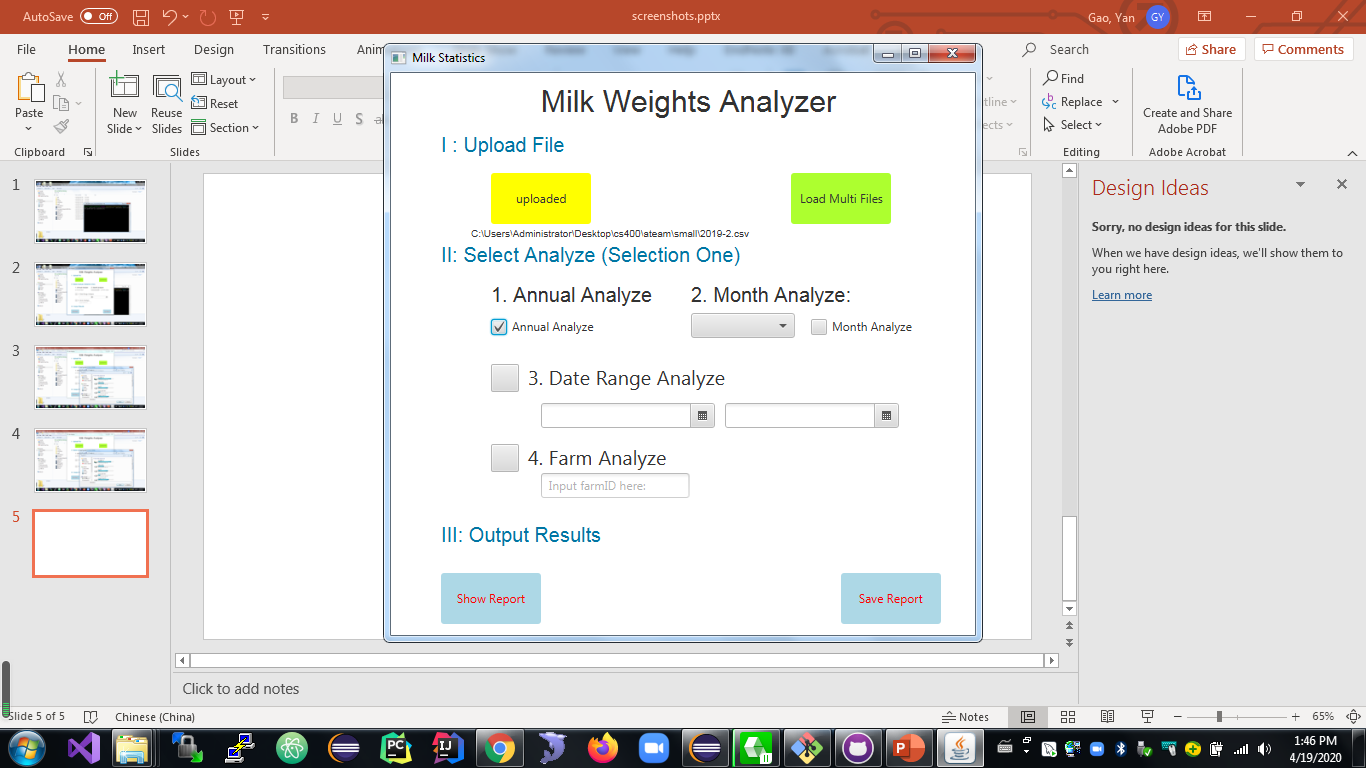 AutoSave Off
screenshots.pptx
Gao, Yan GY
File Home Insert Design Transitions
Search
Share
Comments
Paste
Clipboard
New Slide
Reuse Slides
Layout
Reset
Section
Slides
B I U S
Find
Replace
Select
Editing
Create and Share Adobe PDF
Adobe Acrobat
1
2
3
4
5
Milk Statistics
Milk Weights Analyzer
I : Upload File
uploaded
Load Multi Files
C:\Users\Administrator\Desktop\cs400\ateam\small\2019-2.csv
II: Select Analyze (Selection One)
1. Annual Analyze 2. Month Analyze:
Annual Analyze
Month Analyze
3. Date Range Analyze
4. Farm Analyze
Input farmID here:
III: Output Results
Show Report
Save Report
Design Ideas
Sorry, no design ideas for this slide.
When we have design ideas, we'll show them to
you right here.
Learn more
Click to add notes
Slide 5 of 5
Chinese (China)
Notes
65%
PC
IJ
1:46 PM
4/19/2020